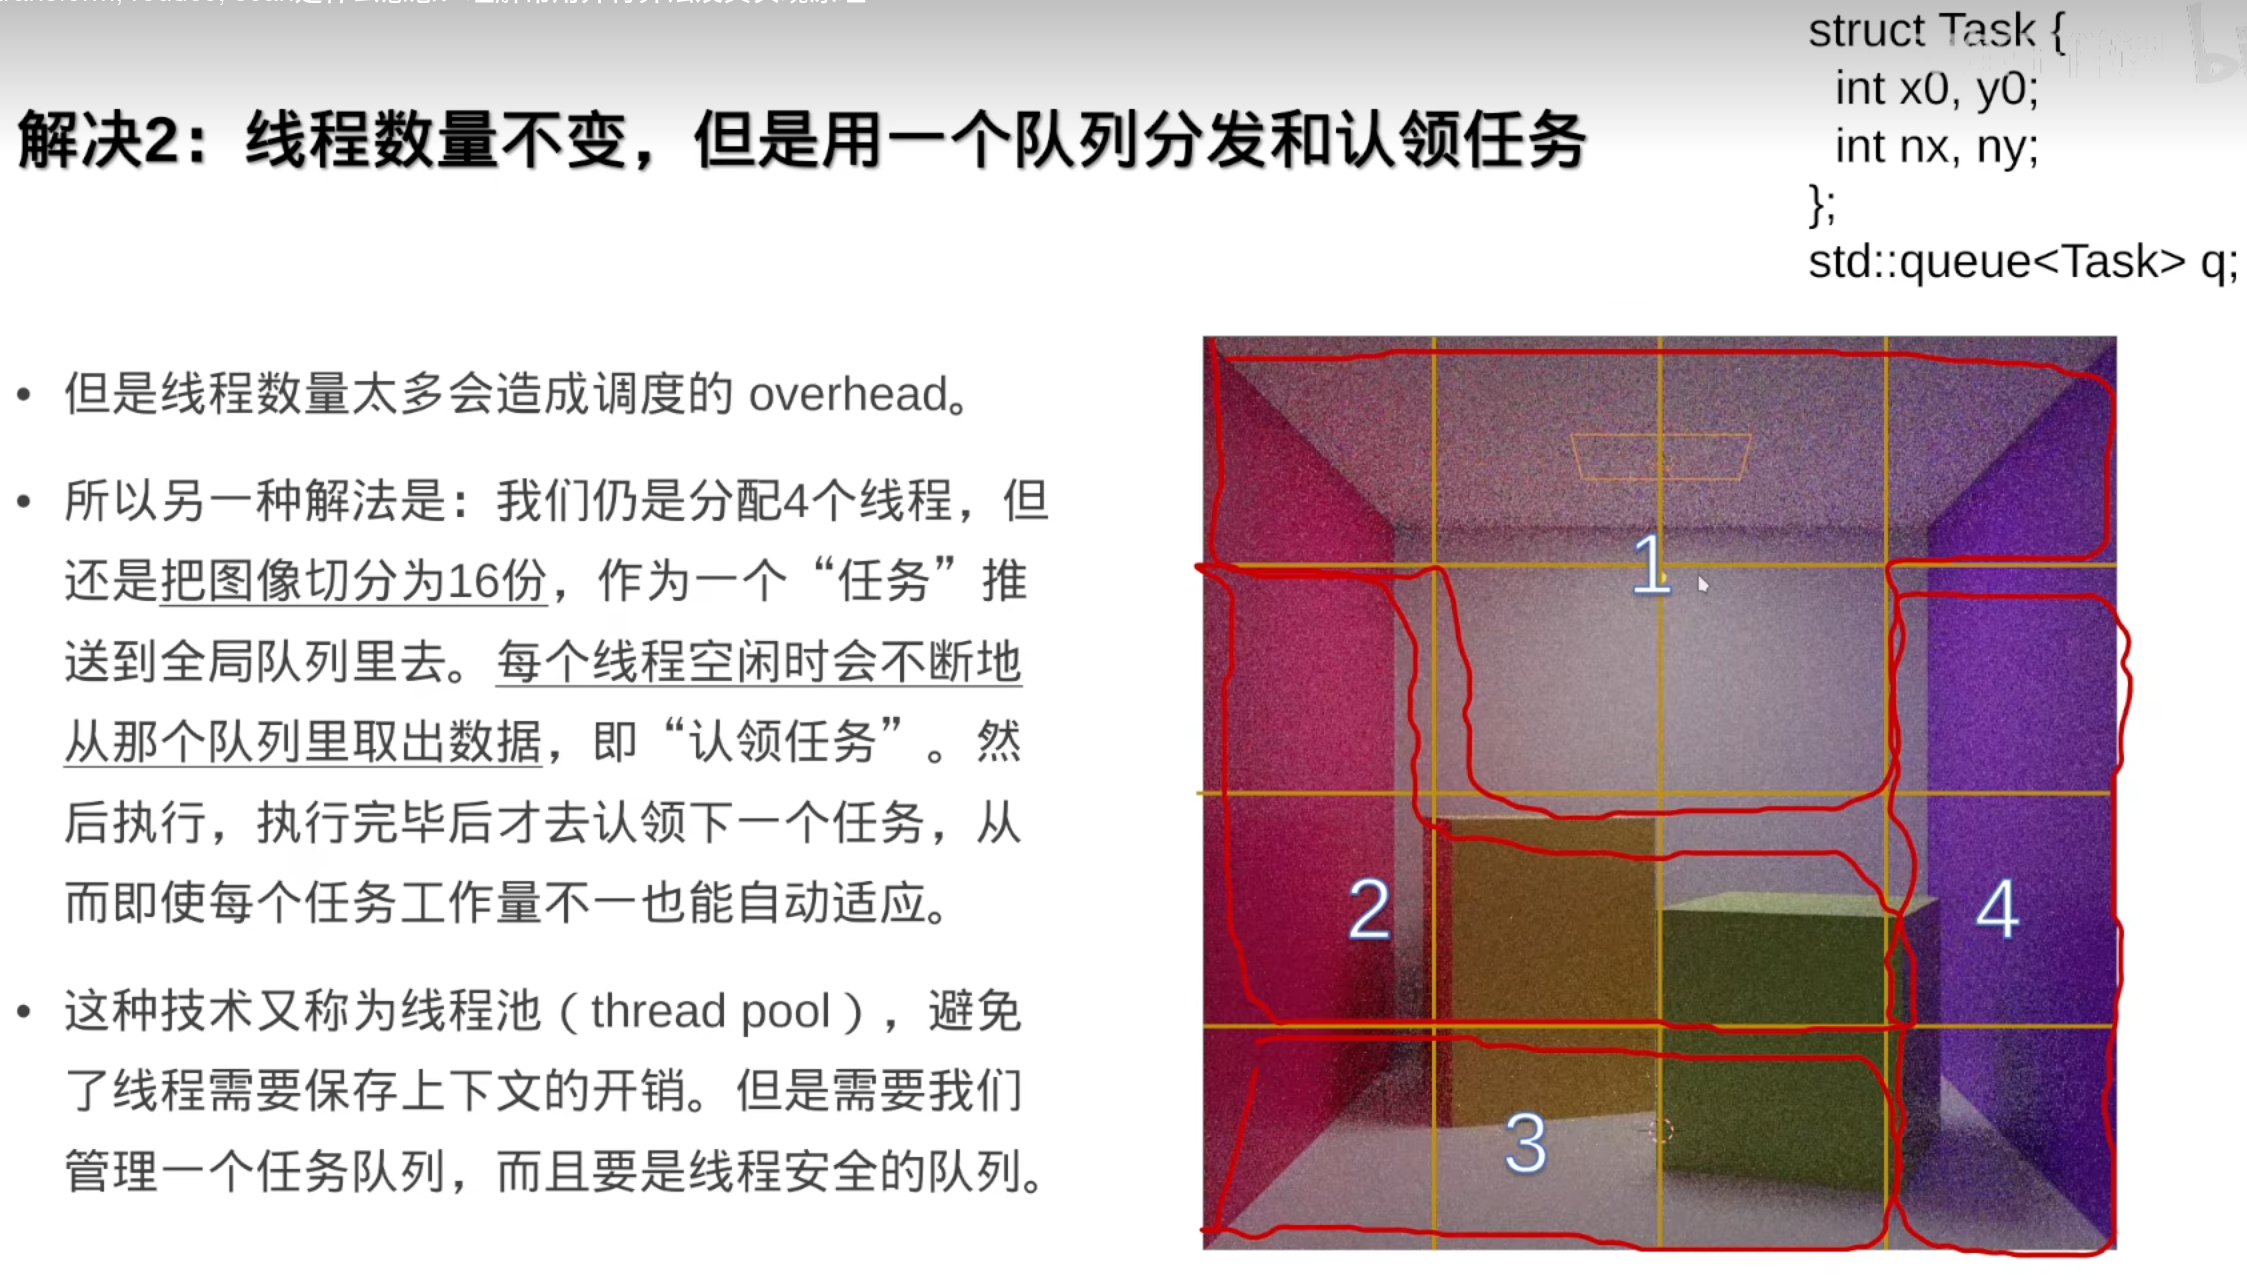 struct Task {
int x0, y0;
int nx, ny;
};
std::queue<Task> q;
解决2：线程数量不变，但是用一个队列分发和认领任务
• 但是线程数量太多会造成调度的 overhead。
• 所以另一种解法是：我们仍是分配4个线程，但
还是把图像切分为16份，作为一个“任务”推
送到全局队列里去。每个线程空闲时会不断地
从那个队列里取出数据，即“认领任务”。然
后执行，执行完毕后才去认领下一个任务，从
而即使每个任务工作量不一也能自动适应。
• 这种技术又称为线程池（thread pool），避免
了线程需要保存上下文的开销。但是需要我们
管理一个任务队列，而且要是线程安全的队列。
1
2
4
3